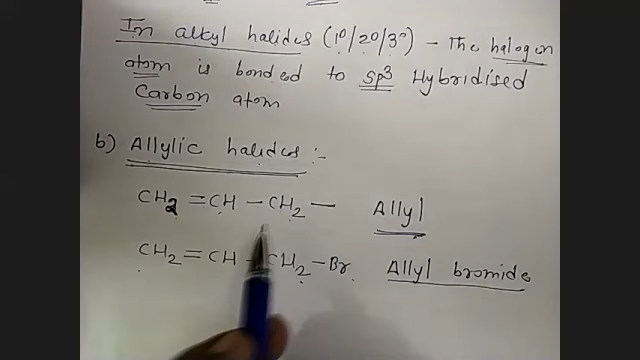 In alkyl halides (1°/2°/3°) - The halogen
atom is bonded to sp³ Hybridised
Carbon atom
b) Allylic halides :-
CH₂ = CH - CH₂ - Allyl
CH₂ = CH - CH₂ - Br Allyl bromide